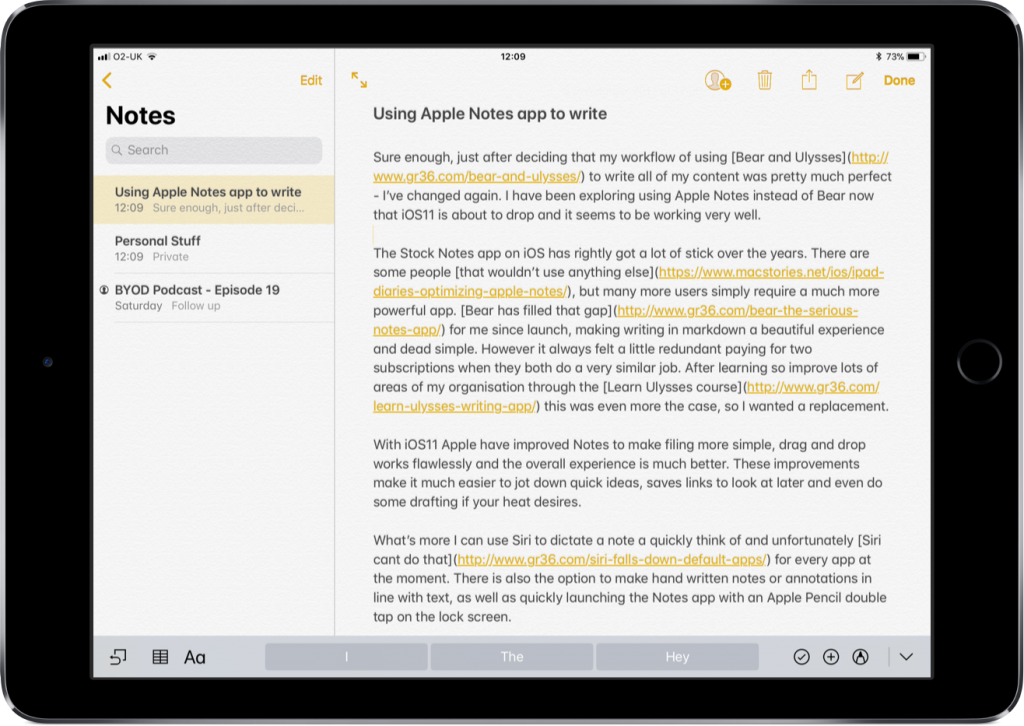 O2-UK
12:09
73%
Edit
Done
Notes
Search
Using Apple Notes app to write
12:09 Sure enough, just after deci...
Personal Stuff
12:09 Private
BYOD Podcast - Episode 19
Saturday Follow up
Using Apple Notes app to write
Sure enough, just after deciding that my workflow of using [Bear and Ulysses](http://
www.gr36.com/bear-and-ulysses/) to write all of my content was pretty much perfect
- I’ve changed again. I have been exploring using Apple Notes instead of Bear now
that iOS11 is about to drop and it seems to be working very well.
The Stock Notes app on iOS has rightly got a lot of stick over the years. There are
some people [that wouldn’t use anything else](https://www.macstories.net/ios/ipad-
diaries-optimizing-apple-notes/), but many more users simply require a much more
powerful app. [Bear has filled that gap](http://www.gr36.com/bear-the-serious-
notes-app/) for me since launch, making writing in markdown a beautiful experience
and dead simple. However it always felt a little redundant paying for two
subscriptions when they both do a very similar job. After learning so improve lots of
areas of my organisation through the [Learn Ulysses course](http://www.gr36.com/
learn-ulysses-writing-app/) this was even more the case, so I wanted a replacement.
With iOS11 Apple have improved Notes to make filing more simple, drag and drop
works flawlessly and the overall experience is much better. These improvements
make it much easier to jot down quick ideas, saves links to look at later and even do
some drafting if your heat desires.
What’s more I can use Siri to dictate a note a quickly think of and unfortunately [Siri
cant do that](http://www.gr36.com/siri-falls-down-default-apps/) for every app at
the moment. There is also the option to make hand written notes or annotations in
line with text, as well as quickly launching the Notes app with an Apple Pencil double
tap on the lock screen.
Aa
I
The
Hey